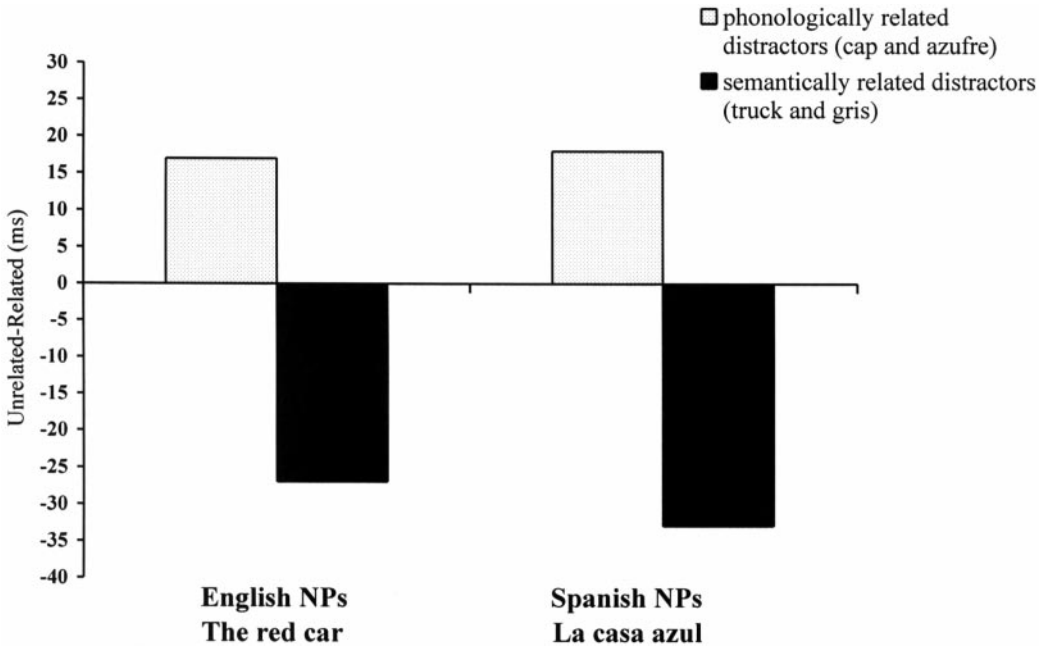 phonologically related
distractors (cap and azufre)
semantically related distractors
(truck and gris)
30
25
20
15
10
5
0
-5
-10
-15
-20
-25
-30
-35
-40
Unrelated-Related (ms)
English NPs
The red car
Spanish NPs
La casa azul